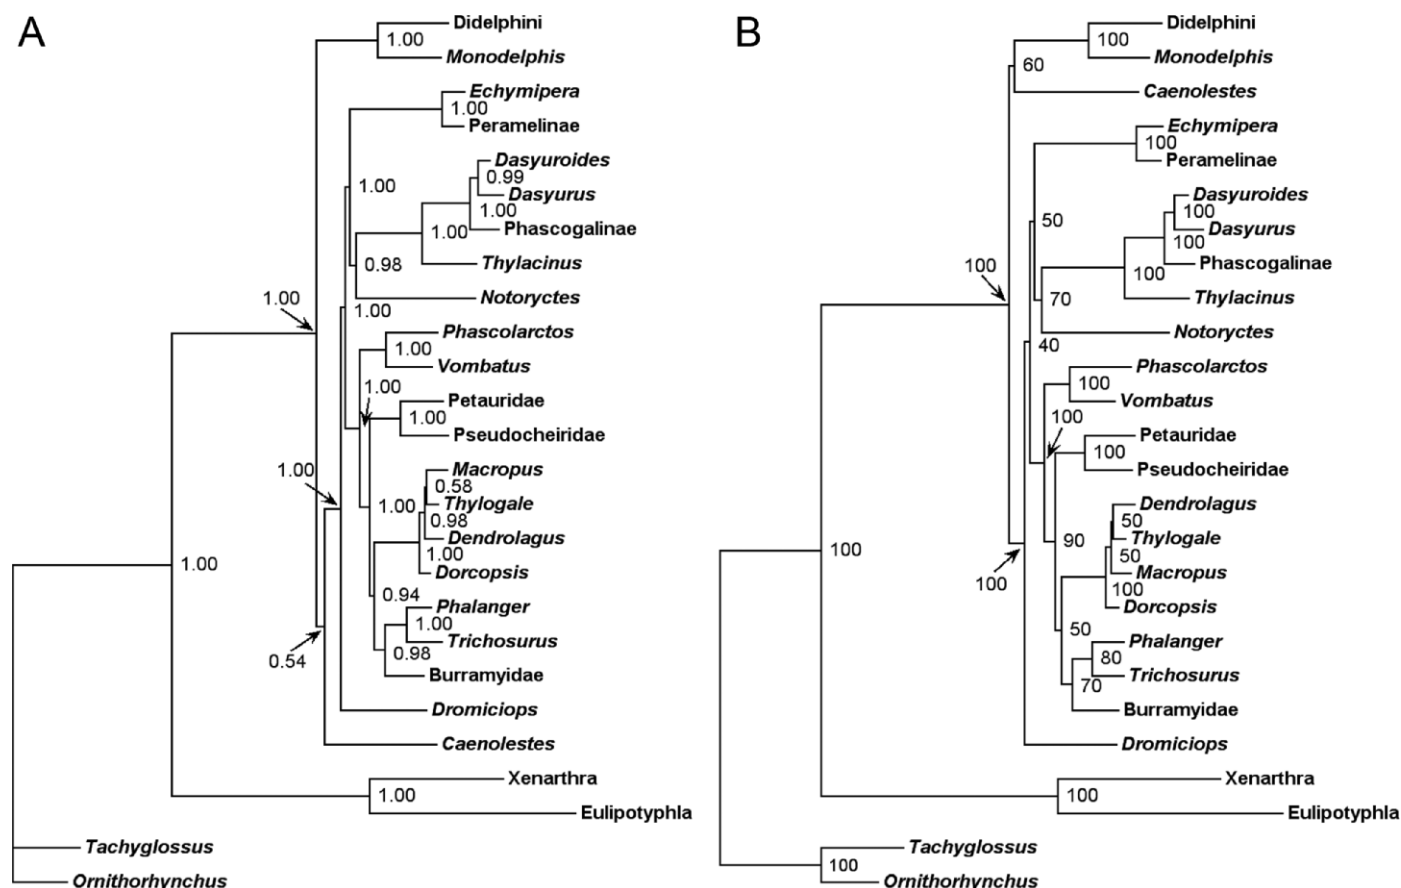 A
Didelphini
1.00
Monodelphis
Echymipera
1.00
Peramelinae
Dasyuroides
0.99
1.00
Dasyurus
1.00
1.00
Phascogalinae
0.98
Thylacinus
1.00
Notoryctes
1.00
Phascolarctos
1.00
Vombatus
1.00
Petauridae
1.00
Pseudocheiridae
1.00
Macropus
0.58
1.00
Thylogale
0.98
Dendrolagus
1.00
1.00
Dorcopsis
0.94
Phalanger
1.00
Trichosurus
0.98
0.54
Burramyidae
Dromiciops
Caenolestes
Xenarthra
1.00
Eulipotyphla
Tachyglossus
Ornithorhynchus
B
Didelphini
100
Monodelphis
60
Caenolestes
Echymipera
100
Peramelinae
Dasyuroides
100
50
Dasyurus
100
Phascogalinae
100
100
Thylacinus
70
Notoryctes
40
Phascolarctos
100
Vombatus
100
Petauridae
100
Pseudocheiridae
Dendrolagus
50
90
Thylogale
50
100
100
Macropus
100
Dorcopsis
50
Phalanger
80
Trichosurus
70
Burramyidae
Dromiciops
Xenarthra
100
Eulipotyphla
Tachyglossus
100
Ornithorhynchus